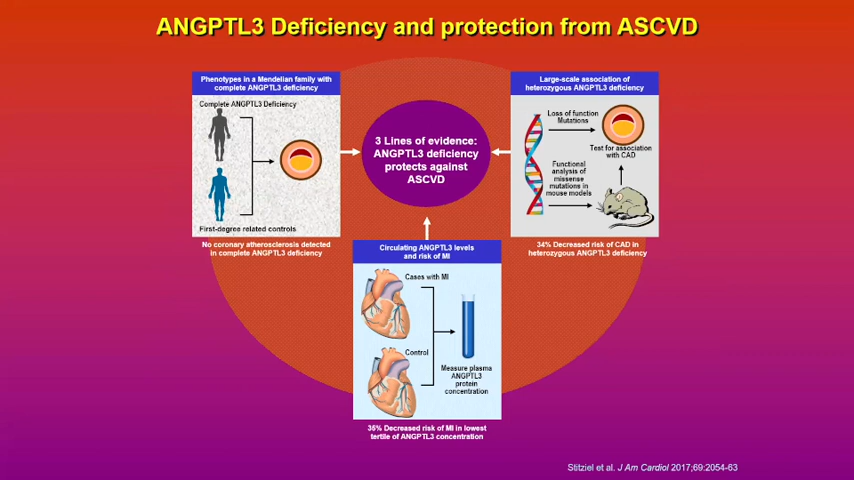 ANGPTL3 Deficiency and protection from ASCVD
Phenotypes in a Mendelian family with
complete ANGPTL3 deficiency
Complete ANGPTL3 Deficiency
First-degree related controls
No coronary atherosclerosis detected
in complete ANGPTL3 deficiency
3 Lines of evidence:
ANGPTL3 deficiency
protects against
ASCVD
Large-scale association of
heterozygous ANGPTL3 deficiency
Loss of function
Mutations
Test for association
with CAD
Functional
analysis of
missense
mutations in
mouse models
34% Decreased risk of CAD in
heterozygous ANGPTL3 deficiency
Circulating ANGPTL3 levels
and risk of MI
Cases with MI
Control
Measure plasma
ANGPTL3
protein
concentration
35% Decreased risk of MI in lowest
tertile of ANGPTL3 concentration
Stitziel et al. J Am Cardiol 2017;69:2054-63